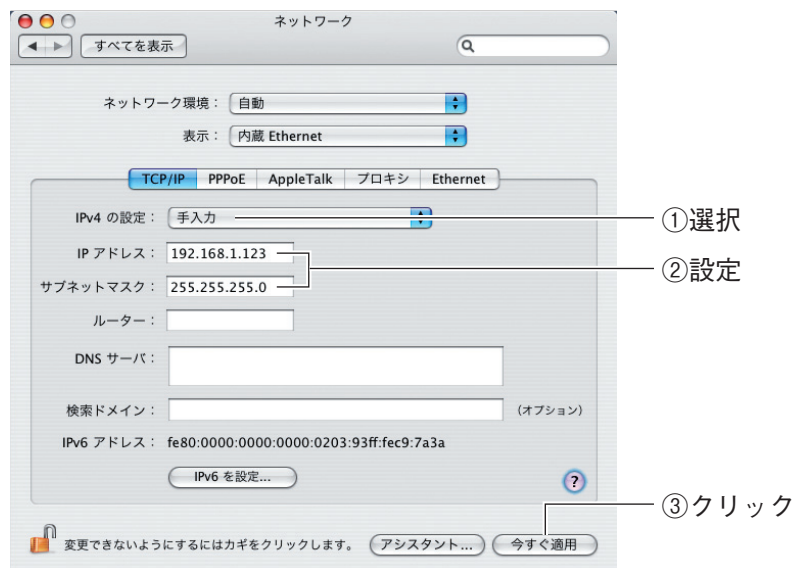 ネットワーク
すべてを表示
ネットワーク環境： 自動
表示： 内蔵 Ethernet
TCP/IP PPPoE AppleTalk プロキシ Ethernet
IPv4 の設定： 手入力
①選択
IP アドレス： 192.168.1.123
②設定
サブネットマスク： 255.255.255.0
ルーター：
DNS サーバ：
検索ドメイン： (オプション)
IPv6 アドレス： fe80:0000:0000:0000:0203:93ff:fec9:7a3a
IPv6 を設定...
?
③クリック
変更できないようにするにはカギをクリックします。 アシスタント... 今すぐ適用